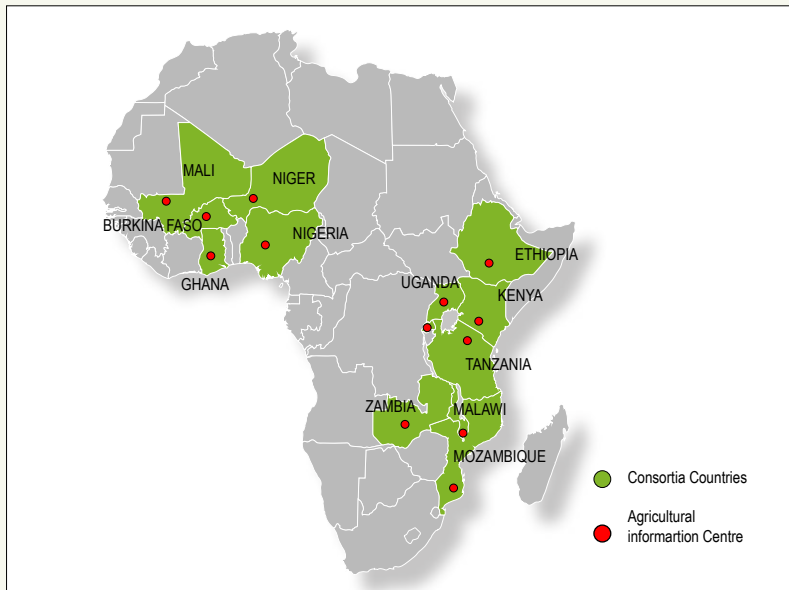 MALI
NIGER
BURKINA FASO
NIGERIA
GHANA
ETHIOPIA
UGANDA
KENYA
TANZANIA
ZAMBIA
MALAWI
MOZAMBIQUE
Consortia Countries
Agricultural
informartion Centre